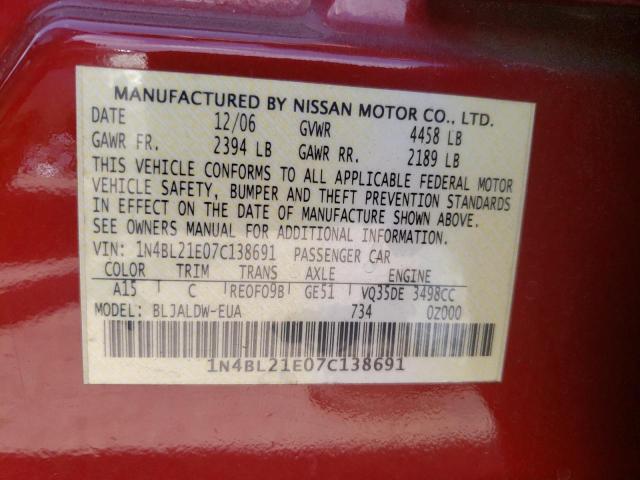 MANUFACTURED BY NISSAN MOTOR CO., LTD.
DATE 12/06 GVWR 4458 LB
GAWR FR. 2394 LB GAWR RR. 2189 LB
THIS VEHICLE CONFORMS TO ALL APPLICABLE FEDERAL MOTOR
VEHICLE SAFETY, BUMPER AND THEFT PREVENTION STANDARDS
IN EFFECT ON THE DATE OF MANUFACTURE SHOWN ABOVE.
SEE OWNERS MANUAL FOR ADDITIONAL INFORMATION.
VIN: 1N4BL21E07C138691 PASSENGER CAR
COLOR TRIM TRANS AXLE ENGINE
A15 C RE0F09B GE51 VQ35DE 3498CC
MODEL: BLJALDW-EUA 734 0Z000
1N4BL21E07C138691